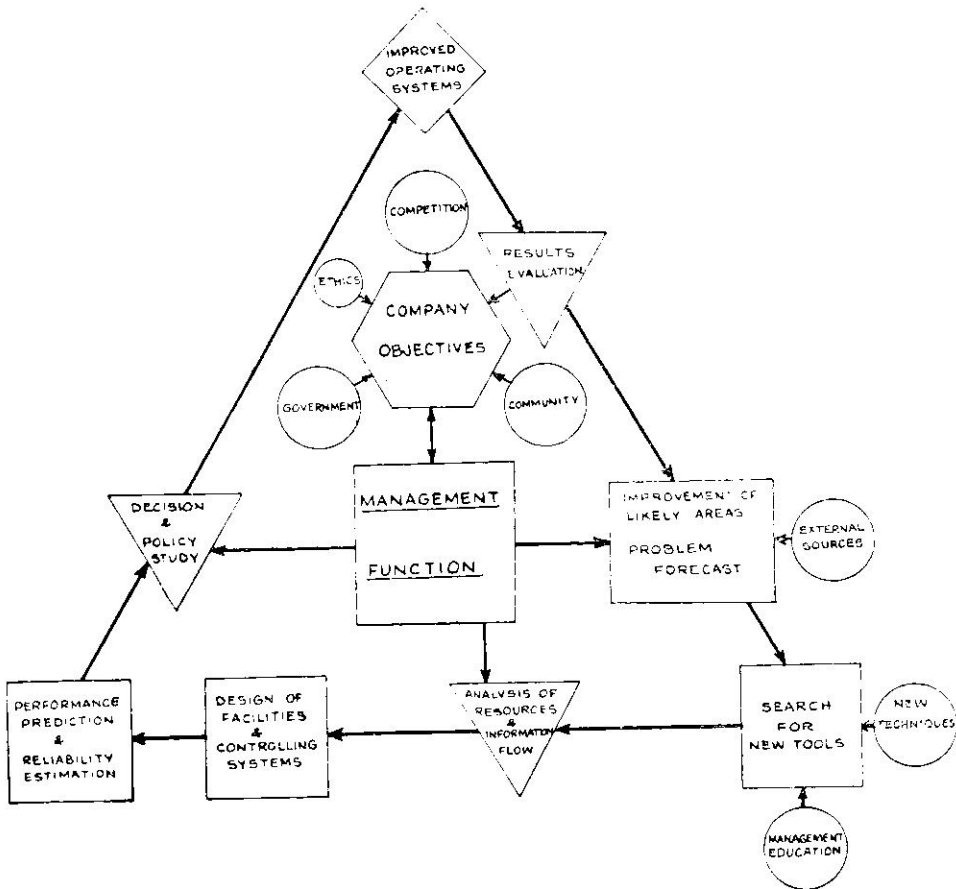 IMPROVED
OPERATING
SYSTEMS
COMPETITION
RESULTS
EVALUATION
ETHICS
COMPANY
OBJECTIVES
GOVERNMENT
COMMUNITY
MANAGEMENT
FUNCTION
DECISION
&
POLICY
STUDY
IMPROVEMENT OF
LIKELY AREAS
PROBLEM
FORECAST
EXTERNAL
SOURCES
PERFORMANCE
PREDICTION
&
RELIABILITY
ESTIMATION
DESIGN OF
FACILITIES
&
CONTROLLING
SYSTEMS
ANALYSIS OF
RESOURCES
&
INFORMATION
FLOW
SEARCH
FOR
NEW TOOLS
NEW
TECHNIQUES
MANAGEMENT
EDUCATION